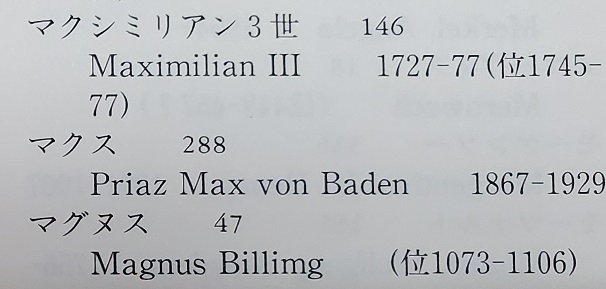 マクシミリアン3世 146
Maximilian III 1727-77(位1745-
77)
マクス 288
Priaz Max von Baden 1867-1929
マグヌス 47
Magnus Billimg (位1073-1106)